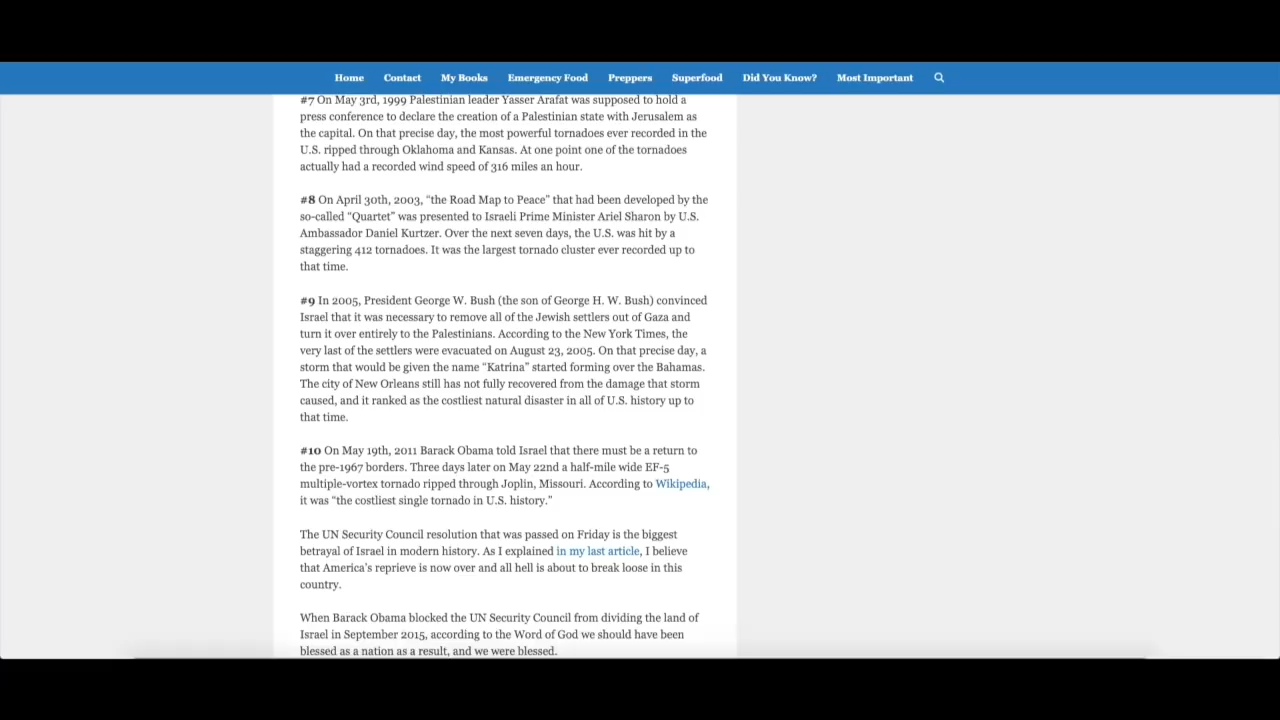 Home Contact My Books Emergency Food Preppers Superfood Did You Know? Most Important
#7 On May 3rd, 1999 Palestinian leader Yasser Arafat was supposed to hold a
press conference to declare the creation of a Palestinian state with Jerusalem as
the capital. On that precise day, the most powerful tornadoes ever recorded in the
U.S. ripped through Oklahoma and Kansas. At one point one of the tornadoes
actually had a recorded wind speed of 316 miles an hour.
#8 On April 30th, 2003, “the Road Map to Peace” that had been developed by the
so-called “Quartet” was presented to Israeli Prime Minister Ariel Sharon by U.S.
Ambassador Daniel Kurtzer. Over the next seven days, the U.S. was hit by a
staggering 412 tornadoes. It was the largest tornado cluster ever recorded up to
that time.
#9 In 2005, President George W. Bush (the son of George H. W. Bush) convinced
Israel that it was necessary to remove all of the Jewish settlers out of Gaza and
turn it over entirely to the Palestinians. According to the New York Times, the
very last of the settlers were evacuated on August 23, 2005. On that precise day, a
storm that would be given the name “Katrina” started forming over the Bahamas.
The city of New Orleans still has not fully recovered from the damage that storm
caused, and it ranked as the costliest natural disaster in all of U.S. history up to
that time.
#10 On May 19th, 2011 Barack Obama told Israel that there must be a return to
the pre-1967 borders. Three days later on May 22nd a half-mile wide EF-5
multiple-vortex tornado ripped through Joplin, Missouri. According to Wikipedia,
it was “the costliest single tornado in U.S. history.”
The UN Security Council resolution that was passed on Friday is the biggest
betrayal of Israel in modern history. As I explained in my last article, I believe
that America’s reprieve is now over and all hell is about to break loose in this
country.
When Barack Obama blocked the UN Security Council from dividing the land of
Israel in September 2015, according to the Word of God we should have been
blessed as a nation as a result, and we were blessed.